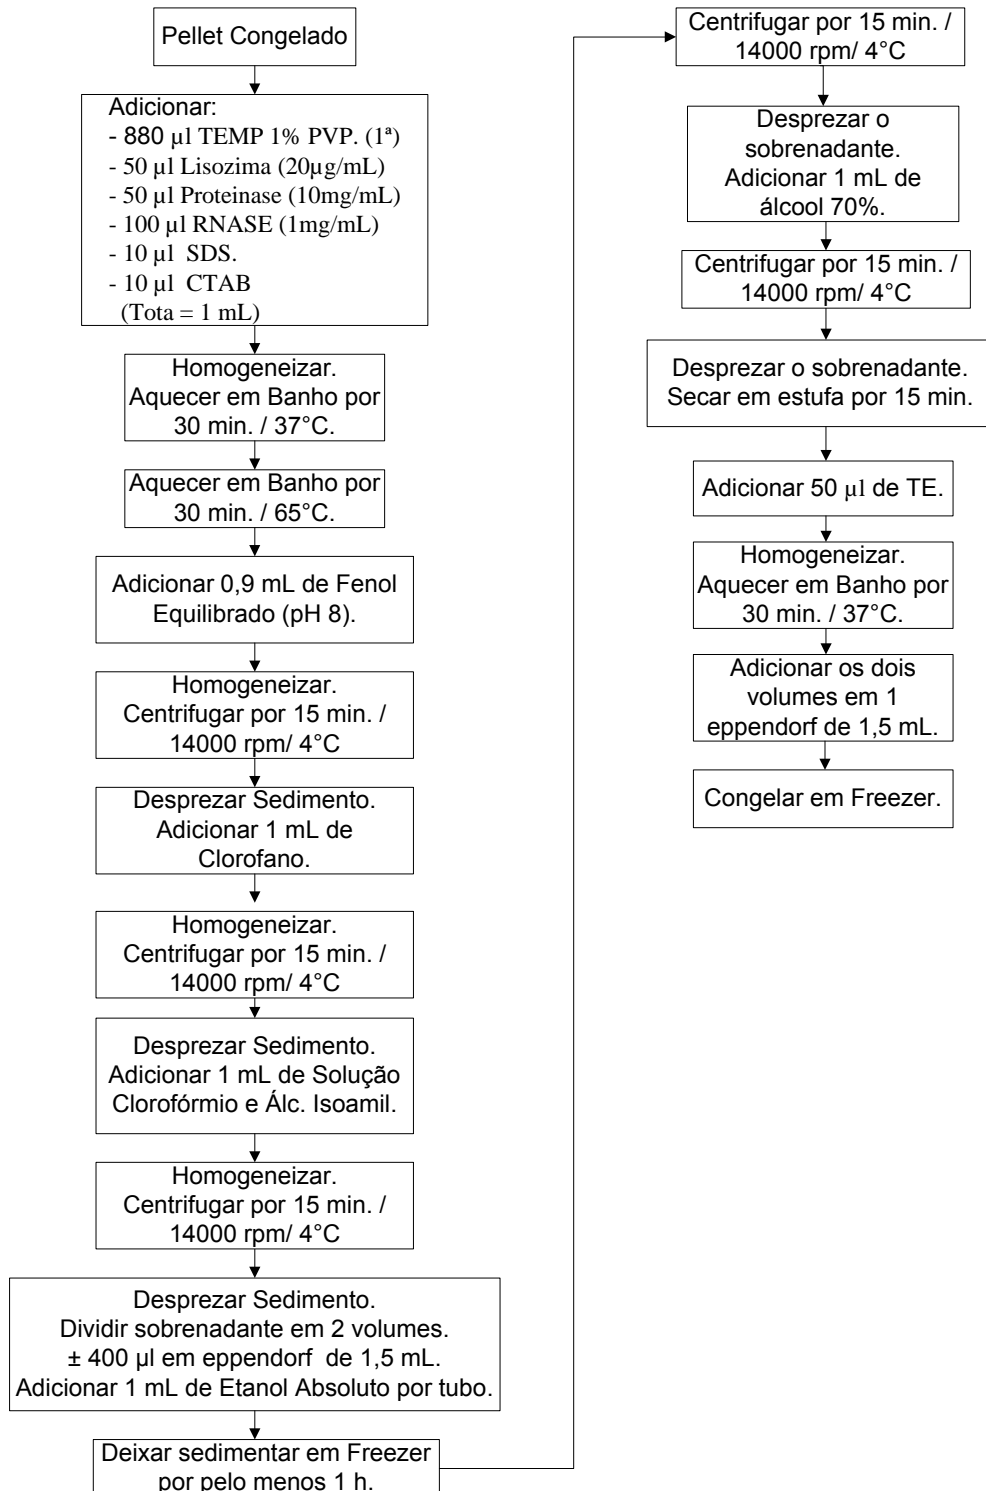 Pellet Congelado
Adicionar:
- 880 µl TEMP 1% PVP. (1ª)
- 50 µl Lisozima (20µg/mL)
- 50 µl Proteinase (10mg/mL)
- 100 µl RNASE (1mg/mL)
- 10 µl SDS.
- 10 µl CTAB
(Tota = 1 mL)
Homogeneizar.
Aquecer em Banho por
30 min. / 37°C.
Aquecer em Banho por
30 min. / 65°C.
Adicionar 0,9 mL de Fenol
Equilibrado (pH 8).
Homogeneizar.
Centrifugar por 15 min. /
14000 rpm/ 4°C
Desprezar Sedimento.
Adicionar 1 mL de
Clorofano.
Homogeneizar.
Centrifugar por 15 min. /
14000 rpm/ 4°C
Desprezar Sedimento.
Adicionar 1 mL de Solução
Clorofórmio e Álc. Isoamil.
Homogeneizar.
Centrifugar por 15 min. /
14000 rpm/ 4°C
Desprezar Sedimento.
Dividir sobrenadante em 2 volumes.
± 400 µl em eppendorf de 1,5 mL.
Adicionar 1 mL de Etanol Absoluto por tubo.
Deixar sedimentar em Freezer
por pelo menos 1 h.
Centrifugar por 15 min. /
14000 rpm/ 4°C
Desprezar o
sobrenadante.
Adicionar 1 mL de
álcool 70%.
Centrifugar por 15 min. /
14000 rpm/ 4°C
Desprezar o sobrenadante.
Secar em estufa por 15 min.
Adicionar 50 µl de TE.
Homogeneizar.
Aquecer em Banho por
30 min. / 37°C.
Adicionar os dois
volumes em 1
eppendorf de 1,5 mL.
Congelar em Freezer.